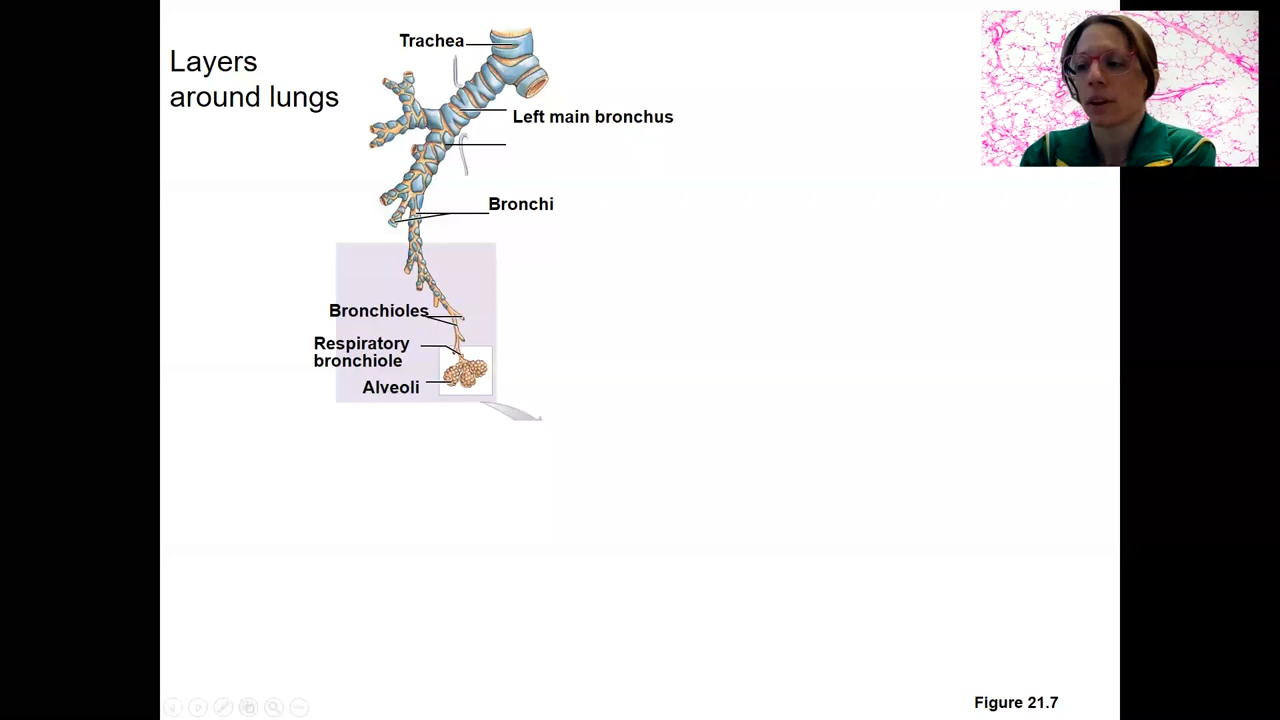 Layers
around lungs
Trachea
Left main bronchus
Bronchi
Bronchioles
Respiratory
bronchiole
Alveoli
Figure 21.7